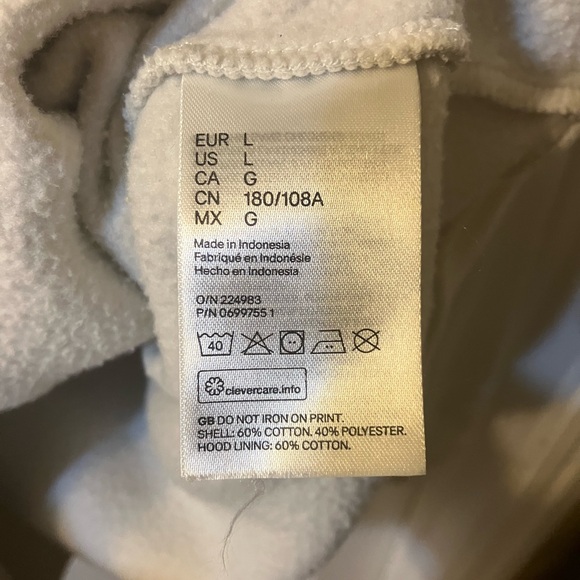 EUR L
US L
CA G
CN 180/108A
MX G
Made in Indonesia
Fabriqué en Indonésie
Hecho en Indonesia
O/N 224983
P/N 0699755 1
40
clevercare.info
GB DO NOT IRON ON PRINT.
SHELL: 60% COTTON. 40% POLYESTER.
HOOD LINING: 60% COTTON.